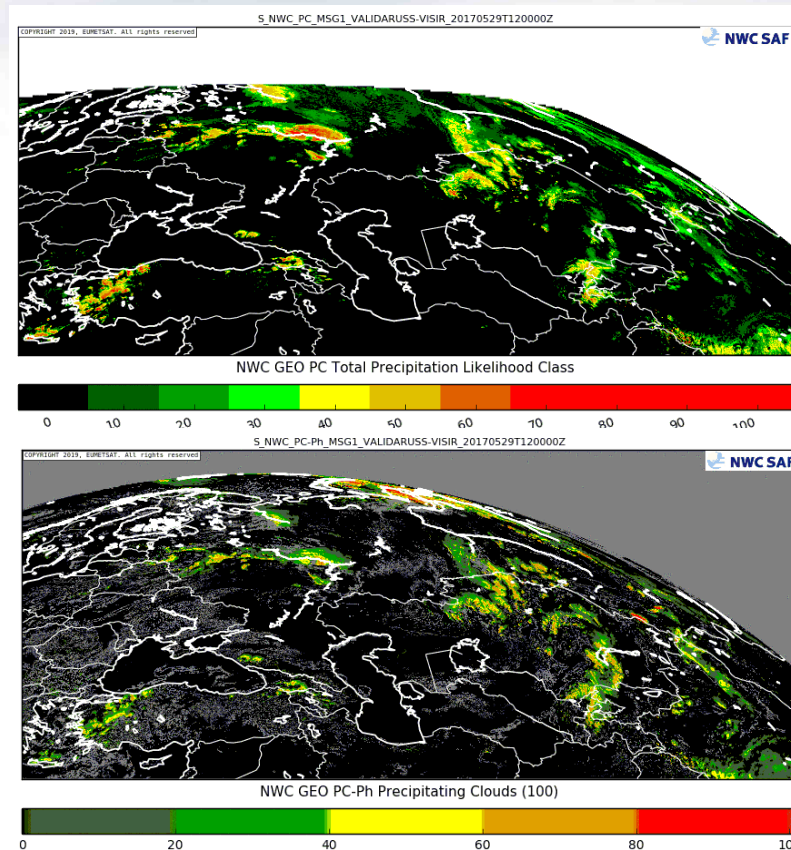 S_NWC_PC_MSG1_VALIDARUSS-VISIR_20170529T120000Z
COPYRIGHT 2019, EUMETSAT. All rights reserved
NWC SAF
NWC GEO PC Total Precipitation Likelihood Class
0 10 20 30 40 50 60 70 80 90 100
S_NWC_PC-Ph_MSG1_VALIDARUSS-VISIR_20170529T120000Z
COPYRIGHT 2019, EUMETSAT. All rights reserved
NWC SAF
NWC GEO PC-Ph Precipitating Clouds (100)
0 20 40 60 80 10